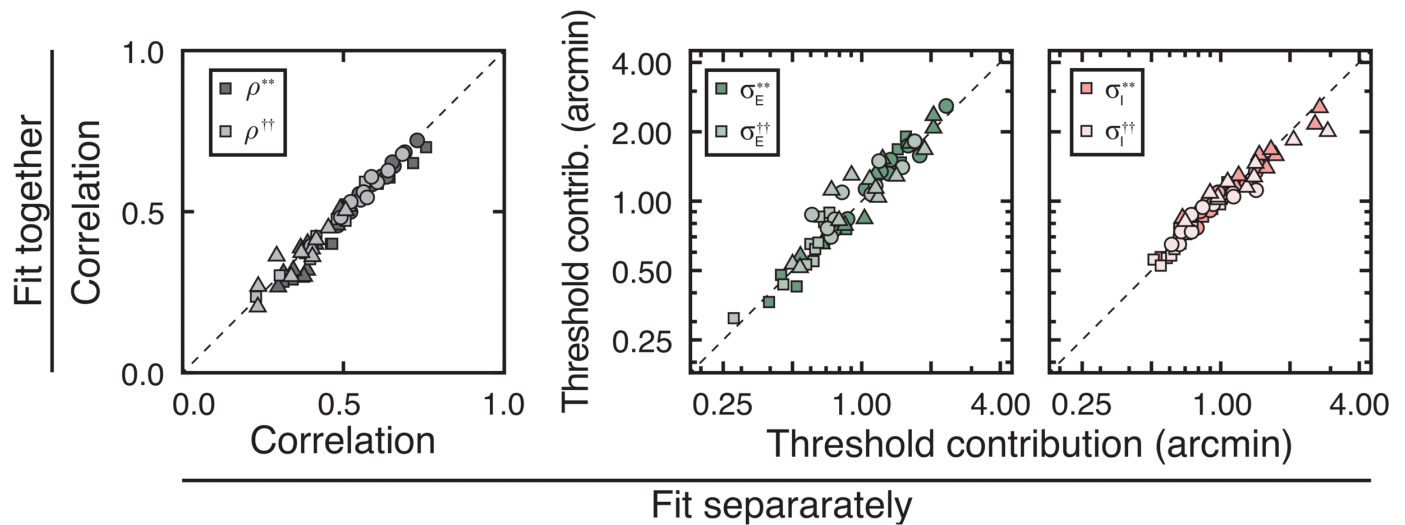 Fit together
Correlation
1.0
0.5
0.0
ρ**
ρ††
0.0 0.5 1.0
Correlation
Threshold contrib. (arcmin)
4.00
2.00
1.00
0.50
0.25
σE**
σE††
0.25 1.00 4.00
σI**
σI††
0.25 1.00 4.00
Threshold contribution (arcmin)
Fit separarately